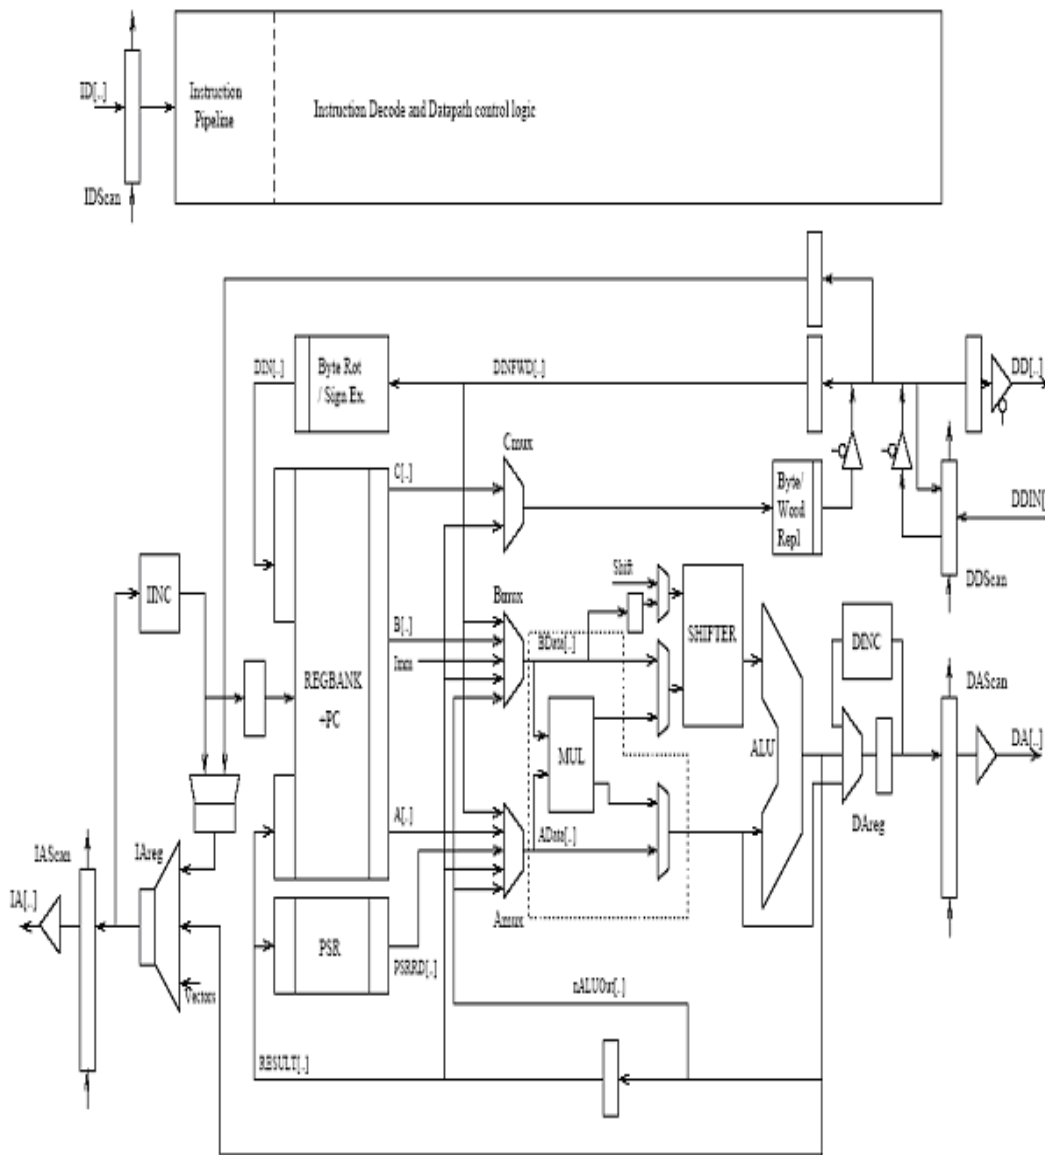 ID[..]
Instruction
Pipeline
Instruction Decode and Datapath control logic
IDScan
DIN[..]
Byte Rot
/ Sign Ex.
DINFWD[..]
DD[..]
Cmux
C[..]
Byte/
Word
Repl
DDIN[
DDScan
IINC
Shift
Bmux
B[..]
BData[..]
Imm
SHIFTER
DINC
REGBANK
+PC
DAScan
MUL
ALU
DA[..]
A[..]
AData[..]
DAreg
IAScan
IAreg
IA[..]
Amux
PSR
PSRRD[..]
Vectors
nALUOut[..]
RESULT[..]